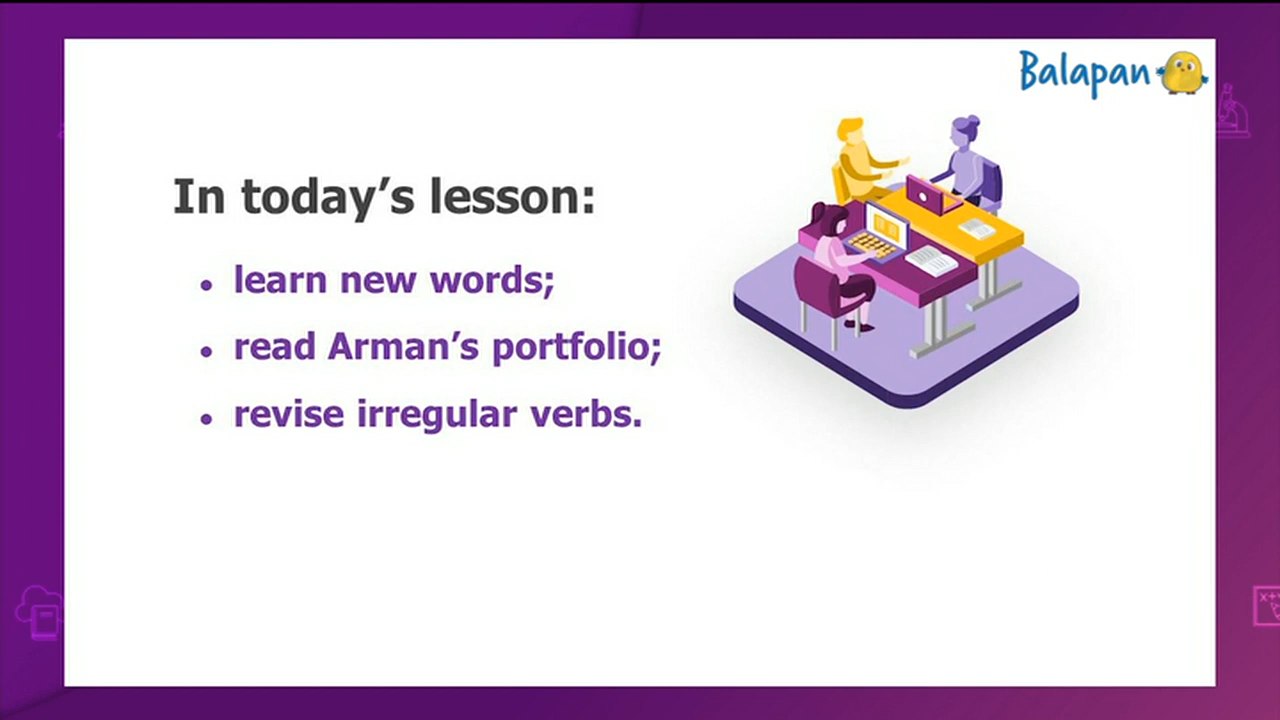 Balapan
In today's lesson:
• learn new words;
• read Arman's portfolio;
• revise irregular verbs.